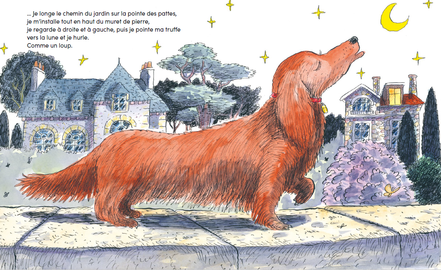 ... je longe le chemin du jardin sur la pointe des pattes,
je m'installe tout en haut du muret de pierre,
je regarde à droite et à gauche, puis je pointe ma truffe
vers la lune et je hurle.
Comme un loup.